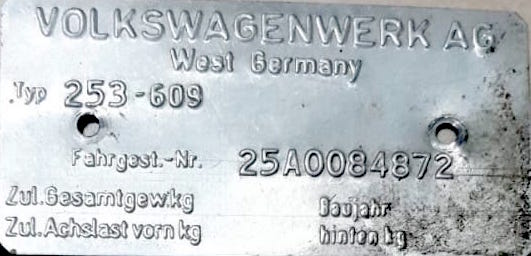 VOLKSWAGENWERK AG
West Germany
Typ 253-609
Fahrgest.-Nr. 25A0084872
Zul.Gesamtgew.kg Baujahr
Zul.Achslast vorn kg hinten kg